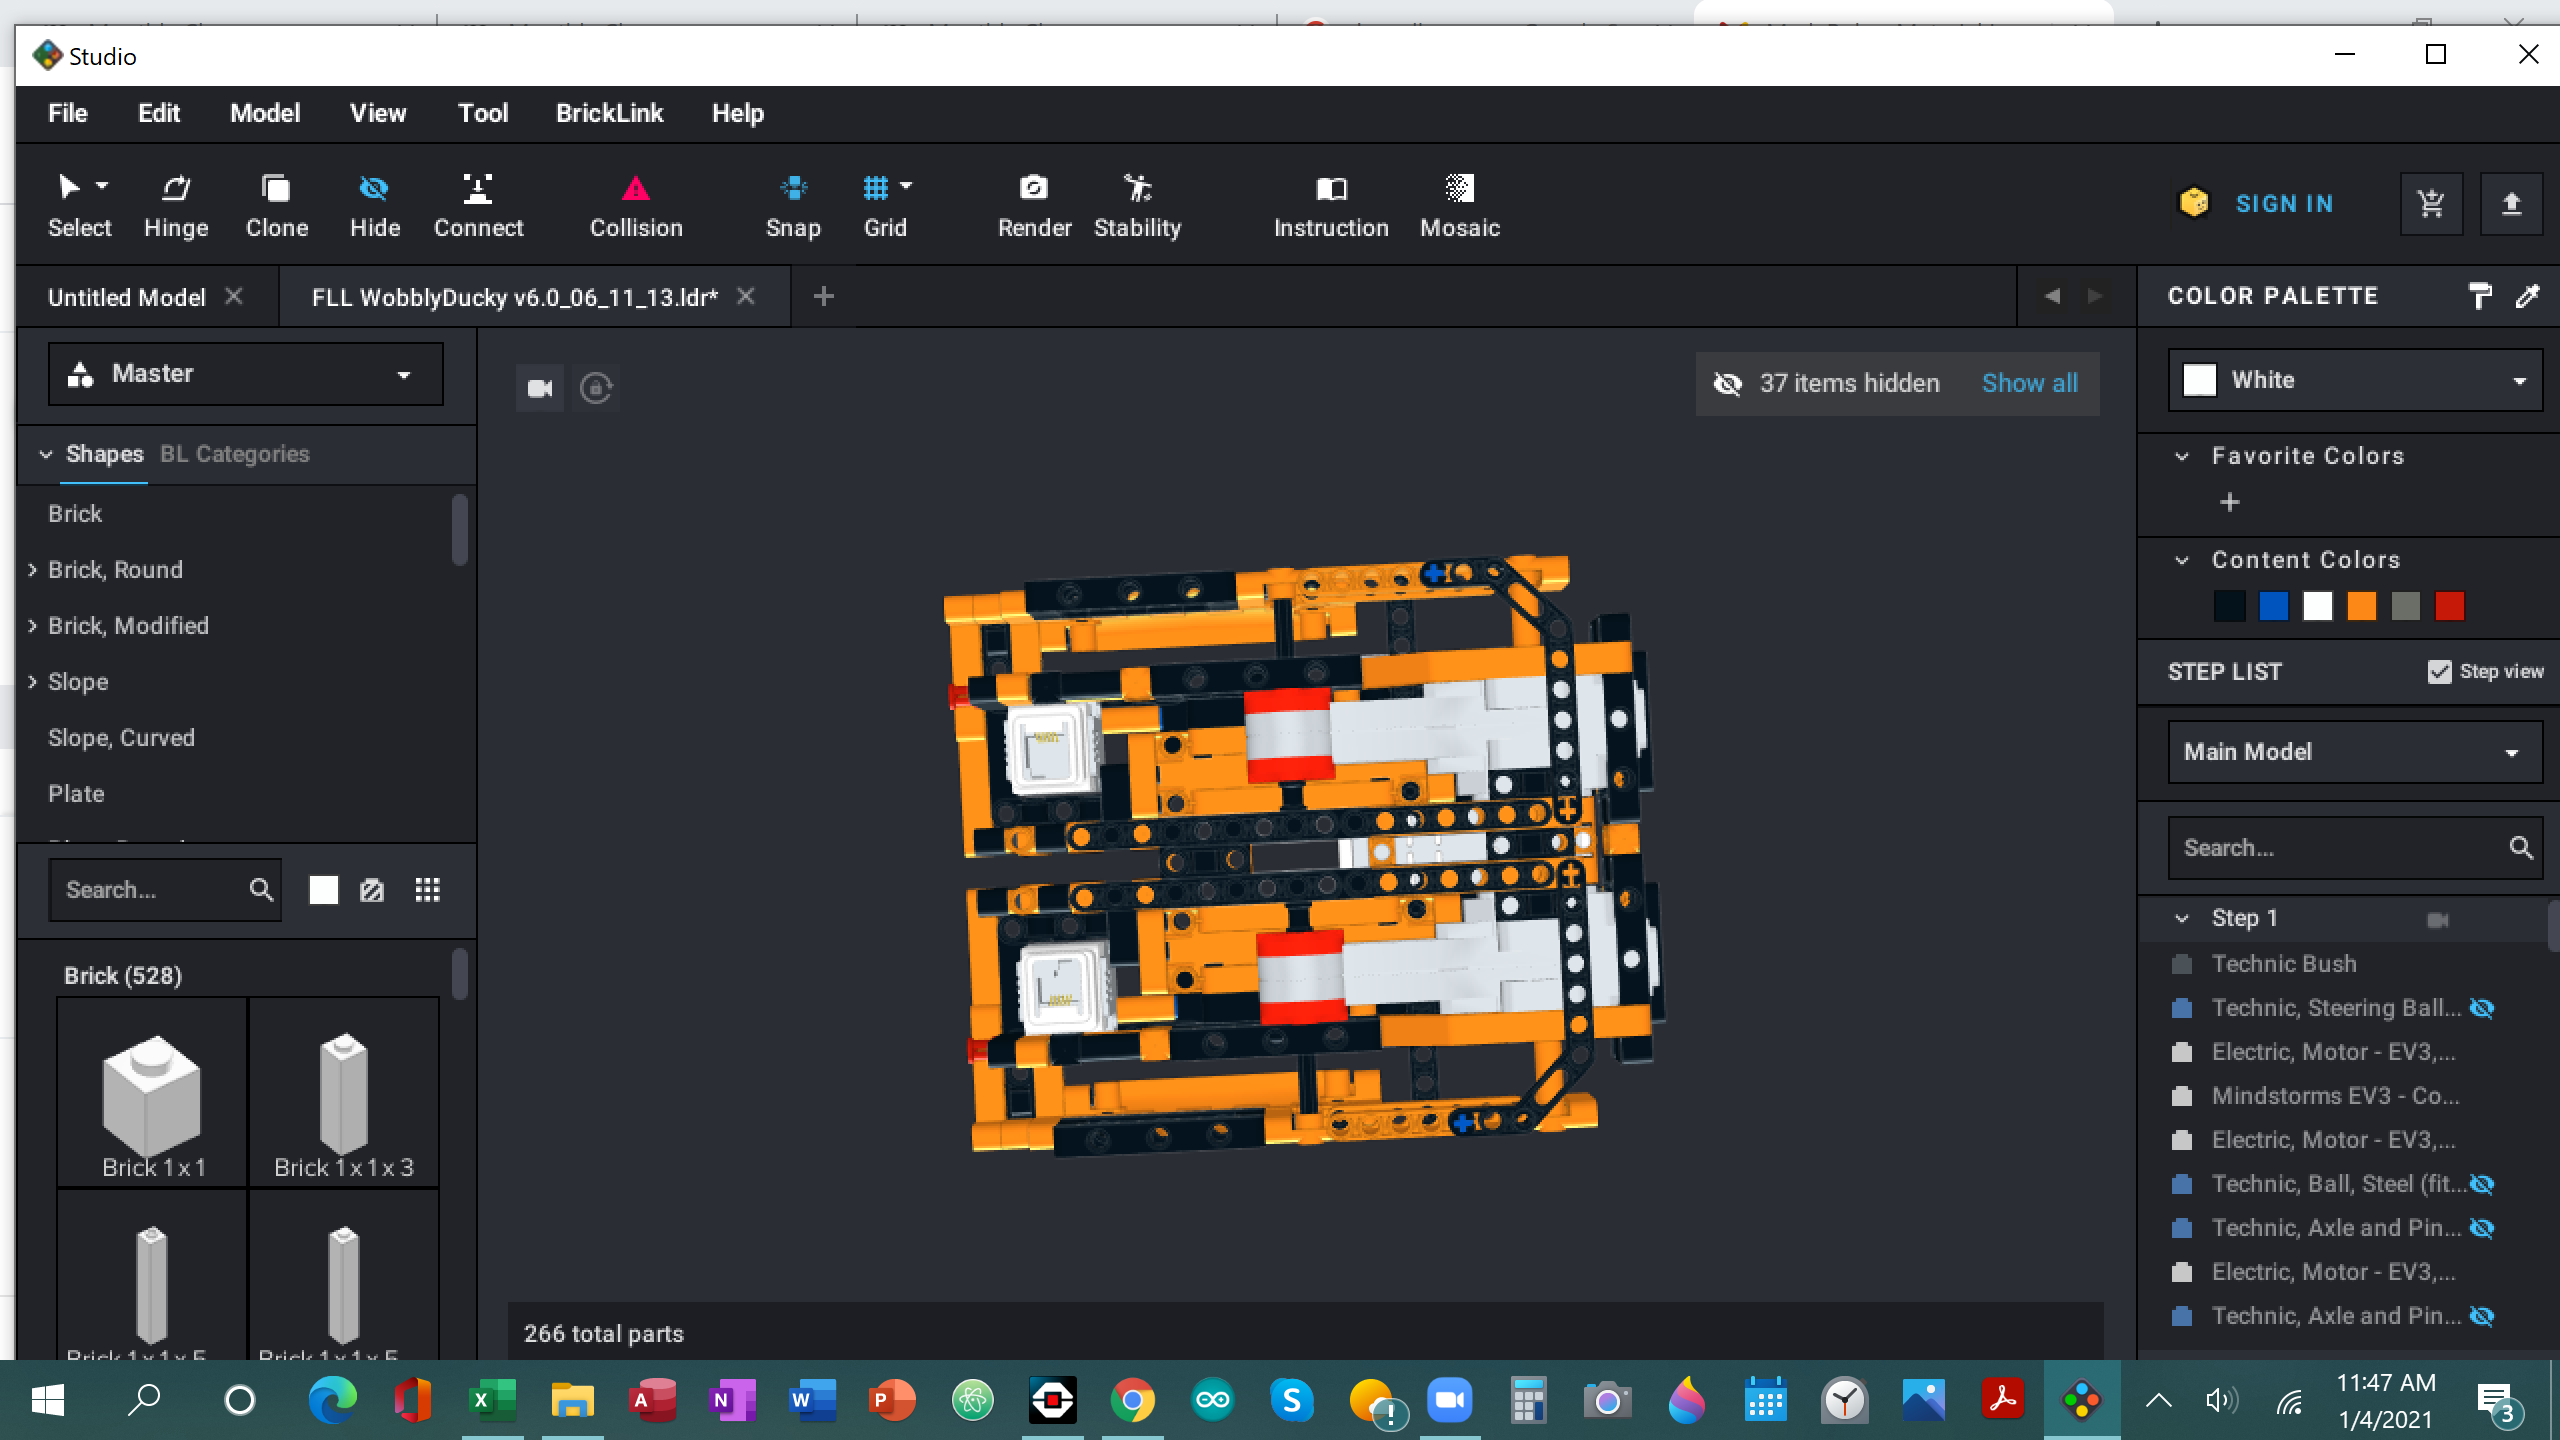 Studio
File Edit Model View Tool BrickLink Help
Select Hinge Clone Hide Connect Collision Snap Grid Render Stability Instruction Mosaic
SIGN IN
Untitled Model
FLL WobblyDucky v6.0_06_11_13.ldr*
COLOR PALETTE
Master
37 items hidden Show all
White
Shapes BL Categories
Favorite Colors
Brick
Brick, Round
Content Colors
Brick, Modified
STEP LIST
Step view
Slope
Slope, Curved
Main Model
Plate
Search...
Search...
Step 1
Brick (528)
Technic Bush
Technic, Steering Ball...
Electric, Motor - EV3,...
Mindstorms EV3 - Co...
Electric, Motor - EV3,...
Brick 1 x 1
Brick 1 x 1 x 3
Technic, Ball, Steel (fit...
Technic, Axle and Pin...
Electric, Motor - EV3,...
Technic, Axle and Pin...
266 total parts
Brick 1 x 1 x 5
11:47 AM
1/4/2021
3